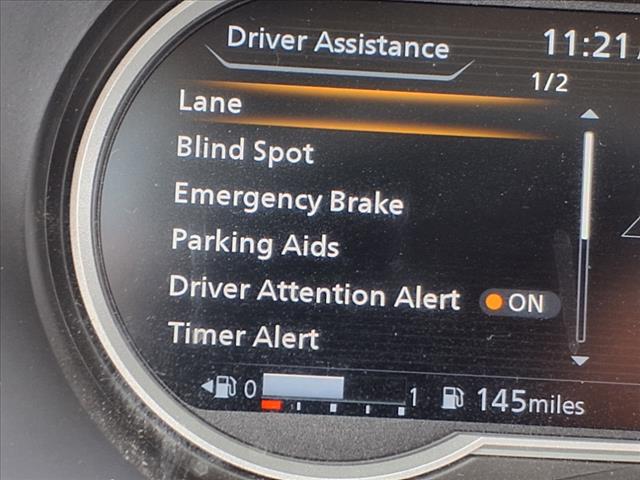 Driver Assistance
11:21
1/2
Lane
Blind Spot
Emergency Brake
Parking Aids
Driver Attention Alert ON
Timer Alert
0 1 145miles